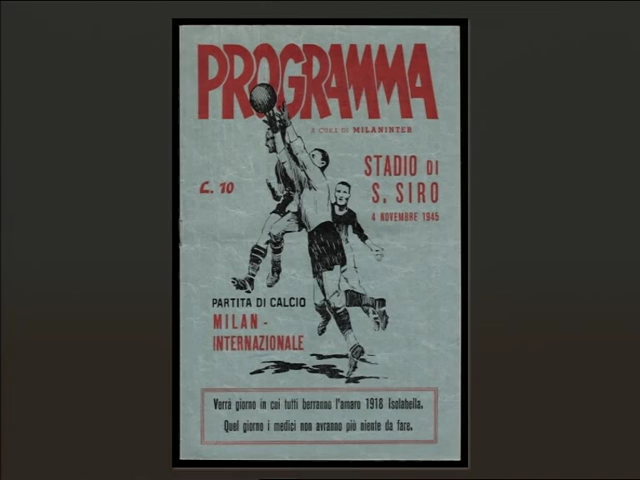 PROGRAMMA
A CURA DI MILANINTER
L. 10
STADIO DI
S. SIRO
4 NOVEMBRE 1945
PARTITA DI CALCIO
MILAN -
INTERNAZIONALE
Verrà giorno in cui tutti berranno l'amaro 1918 Isolabella.
Quel giorno i medici non avranno più niente da fare.